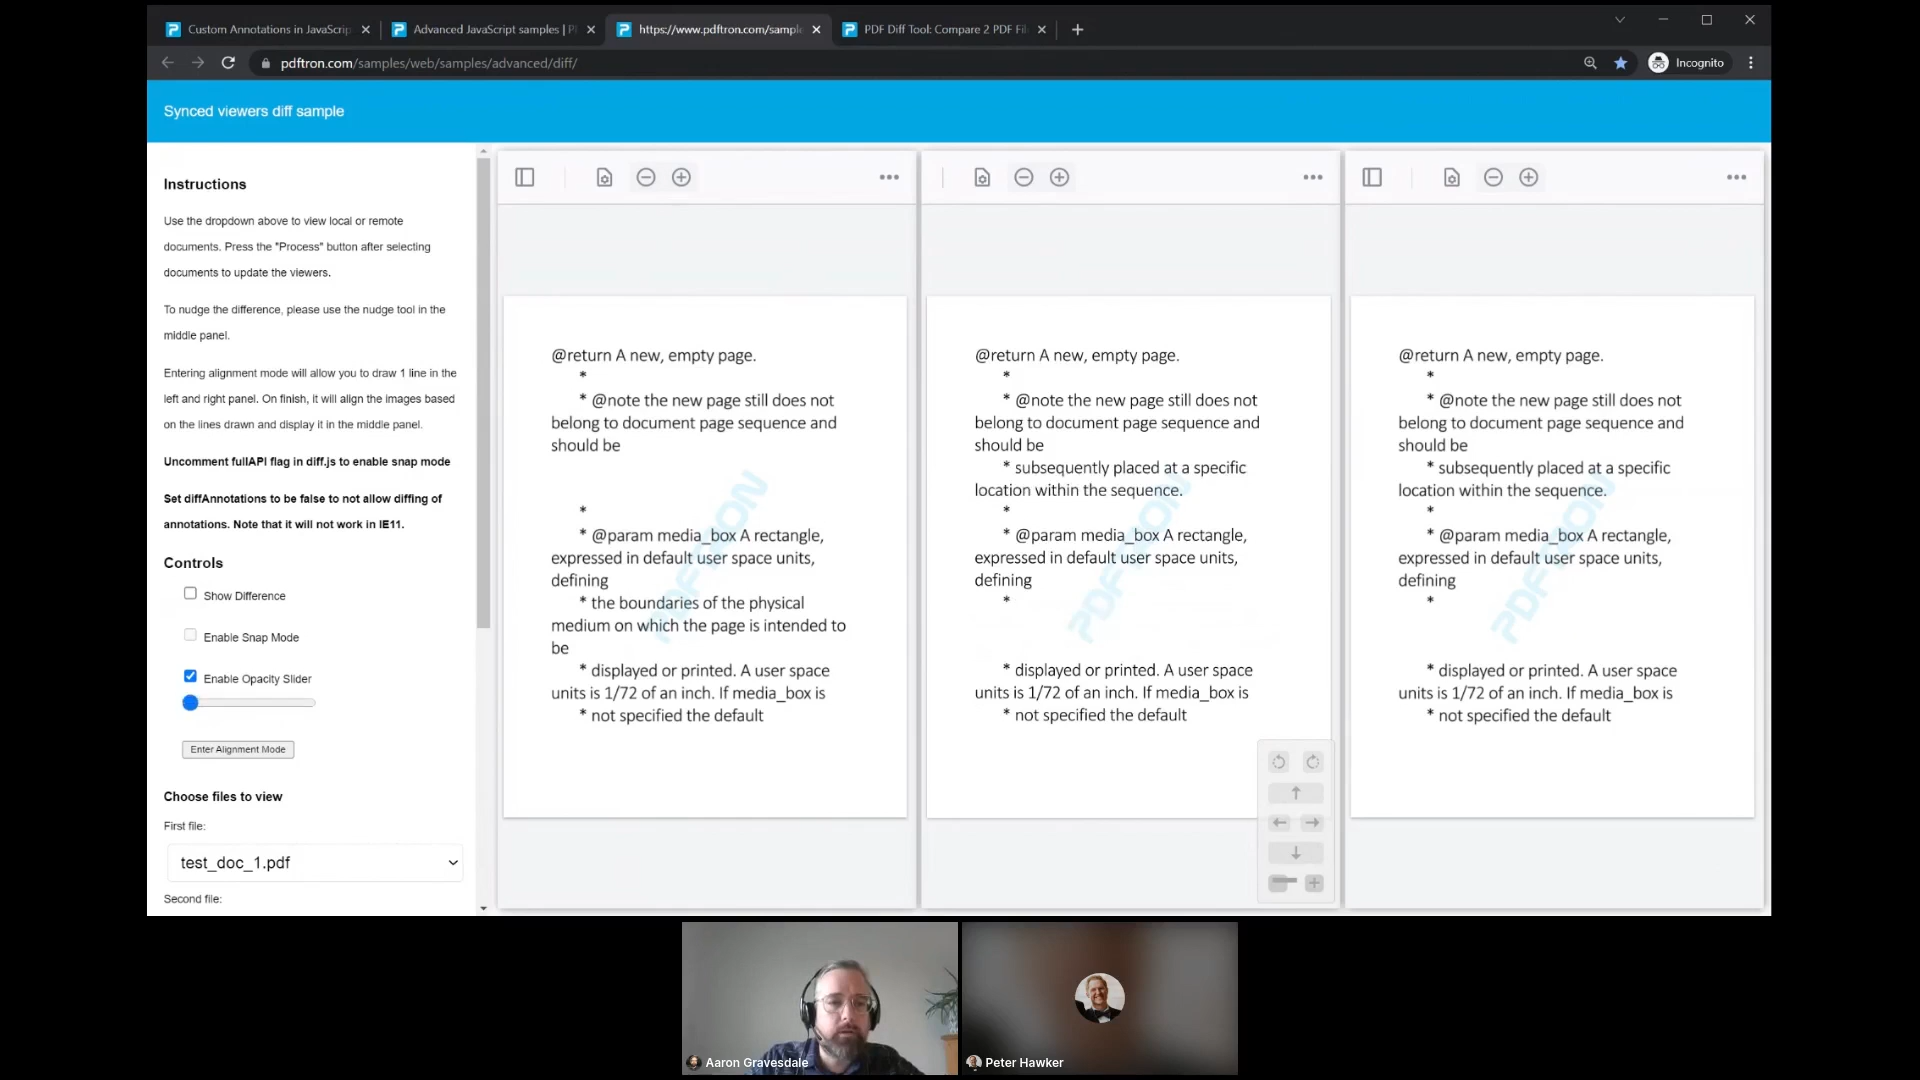 Custom Annotations in JavaScrip
Advanced JavaScript samples | P
https://www.pdftron.com/sampl
PDF Diff Tool: Compare 2 PDF Fi
pdftron.com/samples/web/samples/advanced/diff/
Incognito
Synced viewers diff sample
Instructions
Use the dropdown above to view local or remote
documents. Press the "Process" button after selecting
documents to update the viewers.
To nudge the difference, please use the nudge tool in the
middle panel.
Entering alignment mode will allow you to draw 1 line in the
left and right panel. On finish, it will align the images based
on the lines drawn and display it in the middle panel.
Uncomment fullAPI flag in diff.js to enable snap mode
Set diffAnnotations to be false to not allow diffing of
annotations. Note that it will not work in IE11.
Controls
Show Difference
Enable Snap Mode
Enable Opacity Slider
Enter Alignment Mode
Choose files to view
First file:
test_doc_1.pdf
Second file:
@return A new, empty page.
*
* @note the new page still does not
belong to document page sequence and
should be
*
* @param media_box A rectangle,
expressed in default user space units,
defining
* the boundaries of the physical
medium on which the page is intended to
be
* displayed or printed. A user space
units is 1/72 of an inch. If media_box is
* not specified the default
PDFTRON
@return A new, empty page.
*
* @note the new page still does not
belong to document page sequence and
should be
* subsequently placed at a specific
location within the sequence.
*
* @param media_box A rectangle,
expressed in default user space units,
defining
*
* displayed or printed. A user space
units is 1/72 of an inch. If media_box is
* not specified the default
PDFTRON
@return A new, empty page.
*
* @note the new page still does not
belong to document page sequence and
should be
* subsequently placed at a specific
location within the sequence.
*
* @param media_box A rectangle,
expressed in default user space units,
defining
*
* displayed or printed. A user space
units is 1/72 of an inch. If media_box is
* not specified the default
PDFTRON
Aaron Gravesdale
Peter Hawker